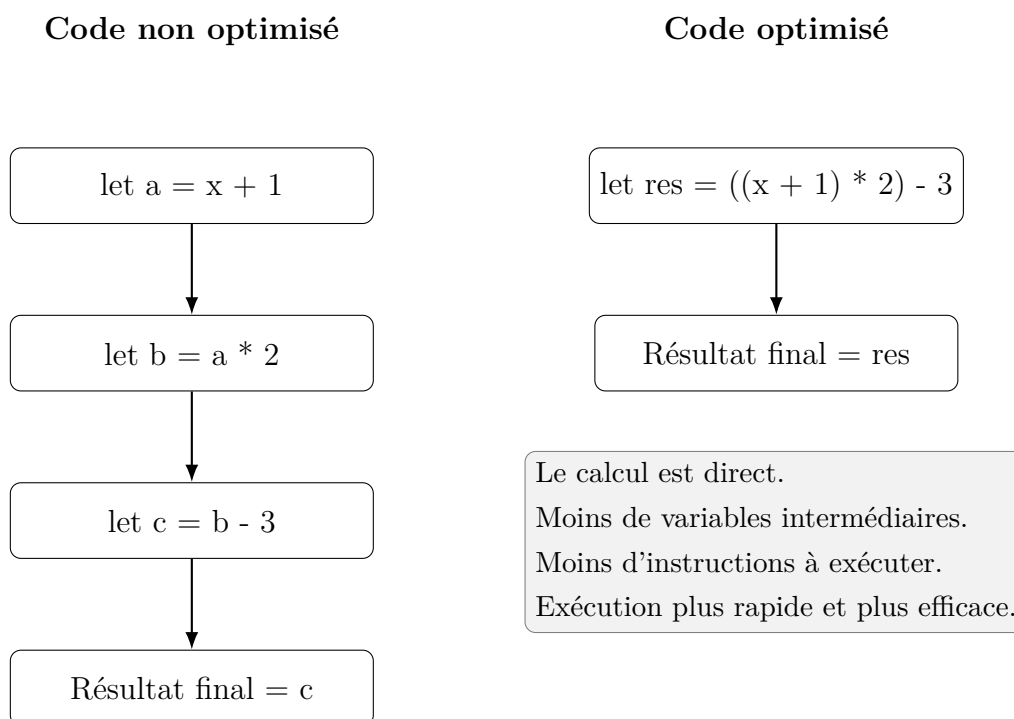 Code non optimisé
let a = x + 1
let b = a * 2
let c = b - 3
Résultat final = c
Code optimisé
let res = ((x + 1) * 2) - 3
Résultat final = res
Le calcul est direct.
Moins de variables intermédiaires.
Moins d'instructions à exécuter.
Exécution plus rapide et plus efficace.